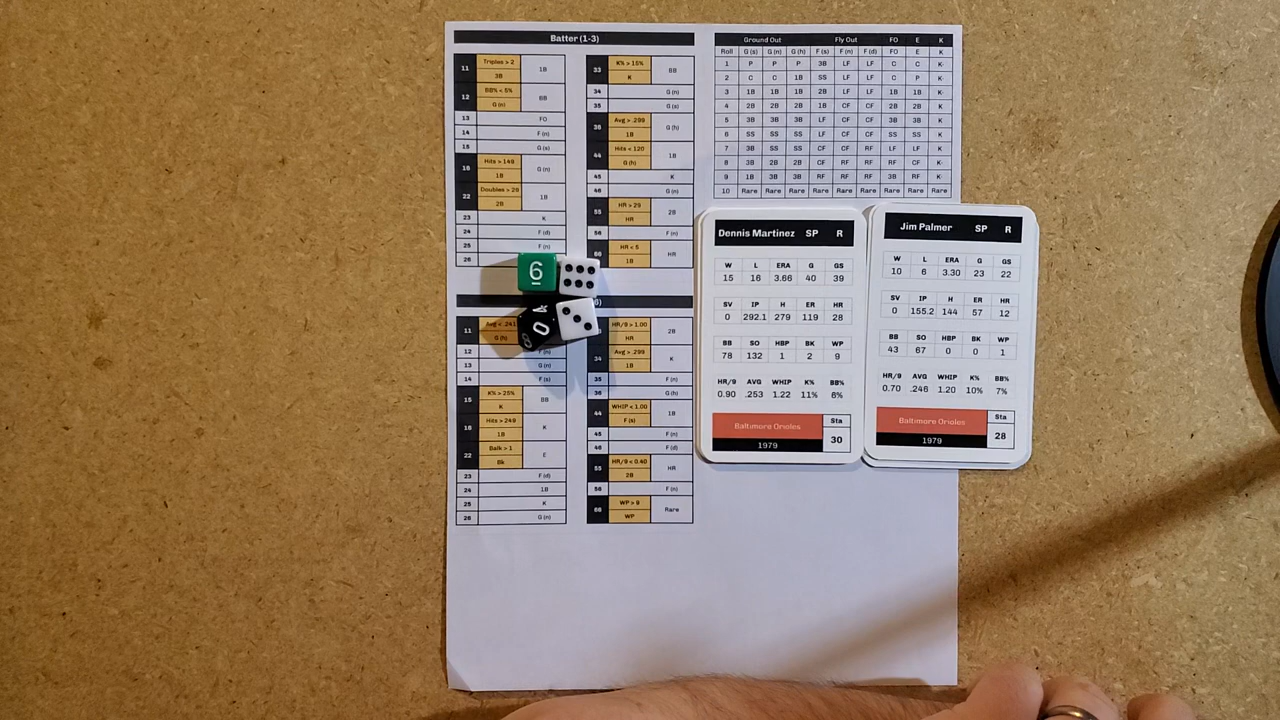 Batter (1-3)
11 Triples > 2 1B
3B
12 BB% < 5% BB
G (n)
13 FO
14 F (n)
15 G (s)
16 Hits > 149 G (n)
1B
22 Doubles > 29 1B
2B
23 K
24 F (d)
25 F (n)
26
33 K% > 15% BB
K
34 G (n)
35 G (s)
36 Avg > .299 G (h)
1B
44 Hits < 120 1B
G (h)
45 K
46 G (n)
55 HR > 29 2B
HR
56 F (n)
66 HR < 5 HR
1B
Ground Out Fly Out FO E K
Roll G (s) G (n) G (h) F (s) F (n) F (d) FO E K
1 P P P 3B LF LF C C K-
2 C C 1B SS LF LF C P K-
3 1B 1B 1B 2B LF CF 1B 1B K-
4 2B 2B 2B 1B CF CF 2B 2B K
5 3B 3B 3B LF CF CF 3B 3B K
6 SS SS SS LF CF CF SS SS K
7 3B SS SS CF CF RF LF LF K
8 3B 2B 2B CF RF RF CF CF K-
9 1B 3B 3B RF RF RF 3B RF K-
10 Rare Rare Rare Rare Rare Rare Rare Rare Rare
6
6)
11 Avg < .241
G (h)
12 F (n)
13 G (n)
14 F (s)
15 K% > 25% BB
K
16 Hits > 249 K
1B
22 Balk > 1 E
Bk
23 F (d)
24 1B
25 K
26 G (n)
HR/9 > 1.00 2B
34 Avg > .299 K
1B
35 F (n)
36 G (h)
44 WHIP < 1.00 1B
F (s)
45 F (n)
46 F (d)
55 HR/9 < 0.40 HR
2B
56 F (n)
66 WP > 9 Rare
WP
4
0
8
Dennis Martinez SP R
W L ERA G GS
15 16 3.66 40 39
SV IP H ER HR
0 292.1 279 119 28
BB SO HBP BK WP
78 132 1 2 9
HR/9 AVG WHIP K% BB%
0.90 .253 1.22 11% 6%
Baltimore Orioles Sta
1979 30
Jim Palmer SP R
W L ERA G GS
10 6 3.30 23 22
SV IP H ER HR
0 155.2 144 57 12
BB SO HBP BK WP
43 67 0 0 1
HR/9 AVG WHIP K% BB%
0.70 .246 1.20 10% 7%
Baltimore Orioles Sta
1979 28